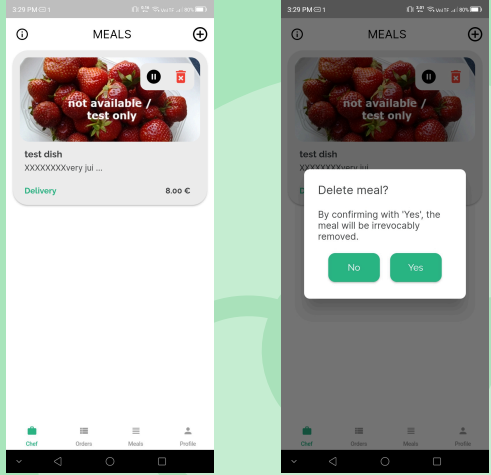 3:29 PM
MEALS
not available /
test only
test dish
XXXXXXXXvery jui ...
Delivery
8.00 €
Chef
Orders
Meals
Profile
3:29 PM
MEALS
not available /
test only
test dish
XXXXXXXXvery jui
Delete meal?
By confirming with 'Yes', the
meal will be irrevocably
removed.
No
Yes
Chef
Orders
Meals
Profile